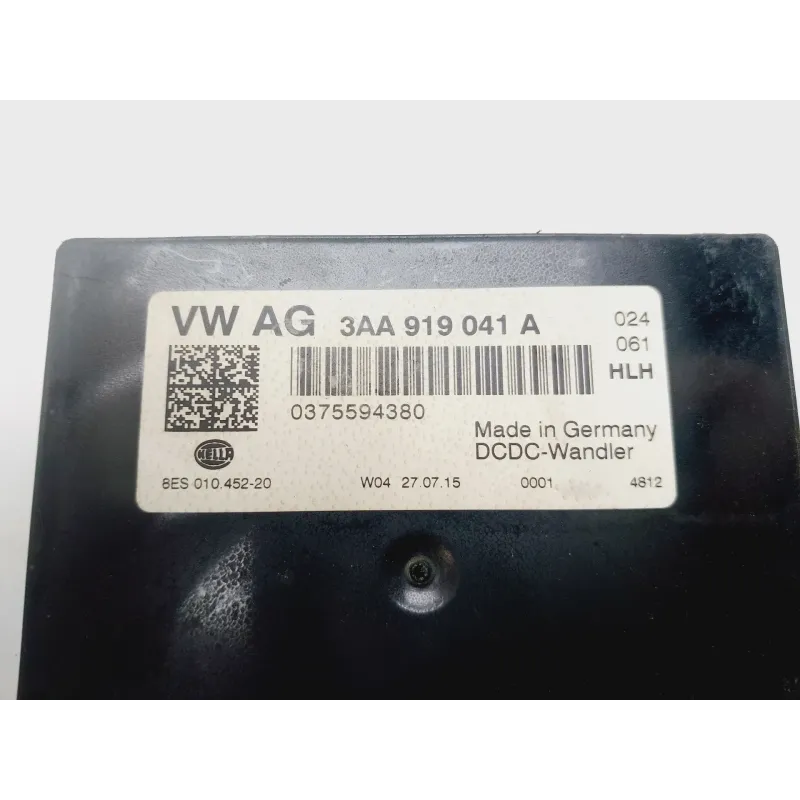 VW AG 3AA 919 041 A 024
061
HLH
0375594380
Made in Germany
DCDC-Wandler
HELLA
8ES 010.452-20 W04 27.07.15 0001 4812